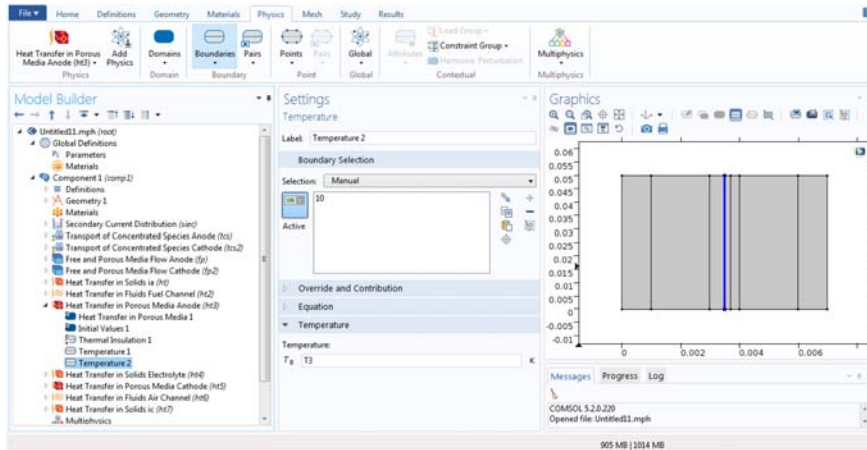 File Home Definitions Geometry Materials Physics Mesh Study Results
Heat Transfer in Porous Media Anode (ht3) Add Physics Domains Boundaries Pairs Points Pairs Global Attributes Load Group Constraint Group Harmonic Perturbation Multiphysics
Physics Domain Boundary Point Global Contextual Multiphysics
Model Builder
Untitled11.mph (root)
Global Definitions
Parameters
Materials
Component 1 (comp1)
Definitions
Geometry 1
Materials
Secondary Current Distribution (siec)
Transport of Concentrated Species Anode (tcs)
Transport of Concentrated Species Cathode (tcs2)
Free and Porous Media Flow Anode (fp)
Free and Porous Media Flow Cathode (fp2)
Heat Transfer in Solids ia (ht)
Heat Transfer in Fluids Fuel Channel (ht2)
Heat Transfer in Porous Media Anode (ht3)
Heat Transfer in Porous Media 1
Initial Values 1
Thermal Insulation 1
Temperature 1
Temperature 2
Heat Transfer in Solids Electrolyte (ht4)
Heat Transfer in Porous Media Cathode (ht5)
Heat Transfer in Fluids Air Channel (ht6)
Heat Transfer in Solids ic (ht7)
Multiphysics
Settings
Temperature
Label: Temperature 2
Boundary Selection
Selection: Manual
10
Active
Override and Contribution
Equation
Temperature
Temperature:
T0 T3 K
Graphics
0.06
0.055
0.05
0.045
0.04
0.035
0.03
0.025
0.02
0.015
0.01
0.005
0
-0.005
-0.01
0 0.002 0.004 0.006
Messages Progress Log
COMSOL 5.2.0.220
Opened file: Untitled11.mph
905 MB | 1014 MB